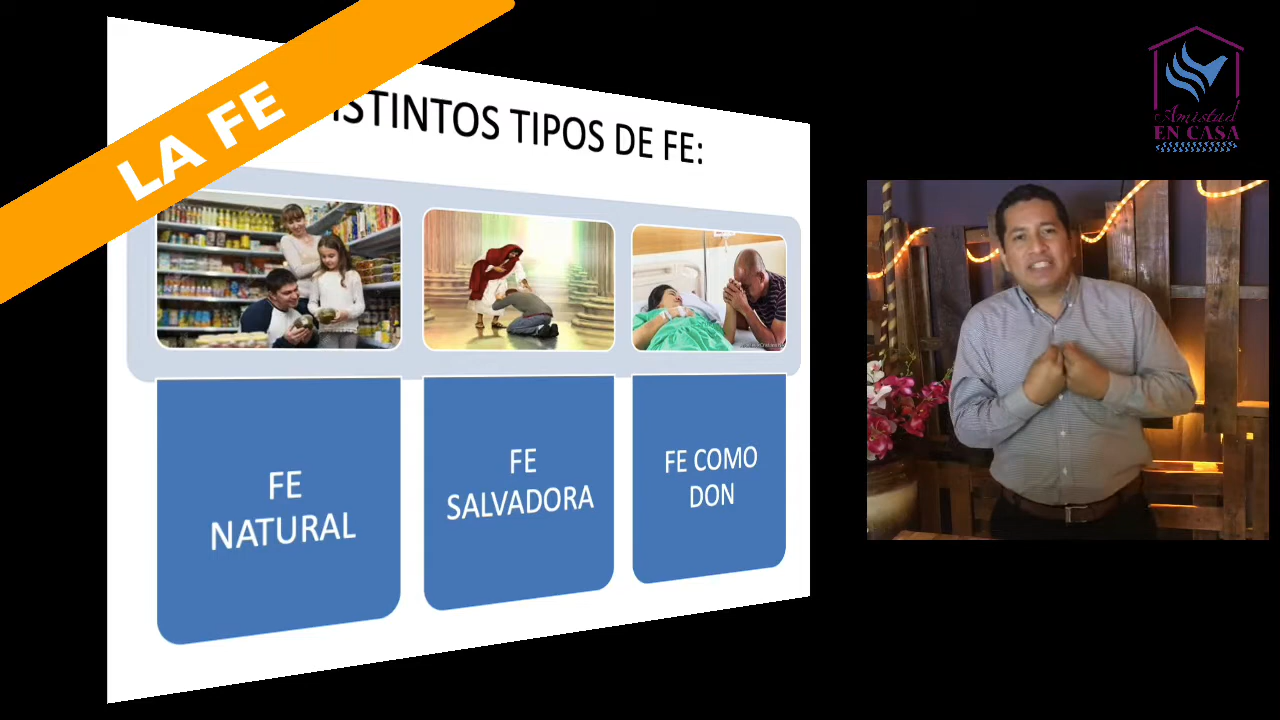 LA FE
ISTINTOS TIPOS DE FE:
FE
NATURAL
FE
SALVADORA
FE COMO
DON
Amistad
EN CASA